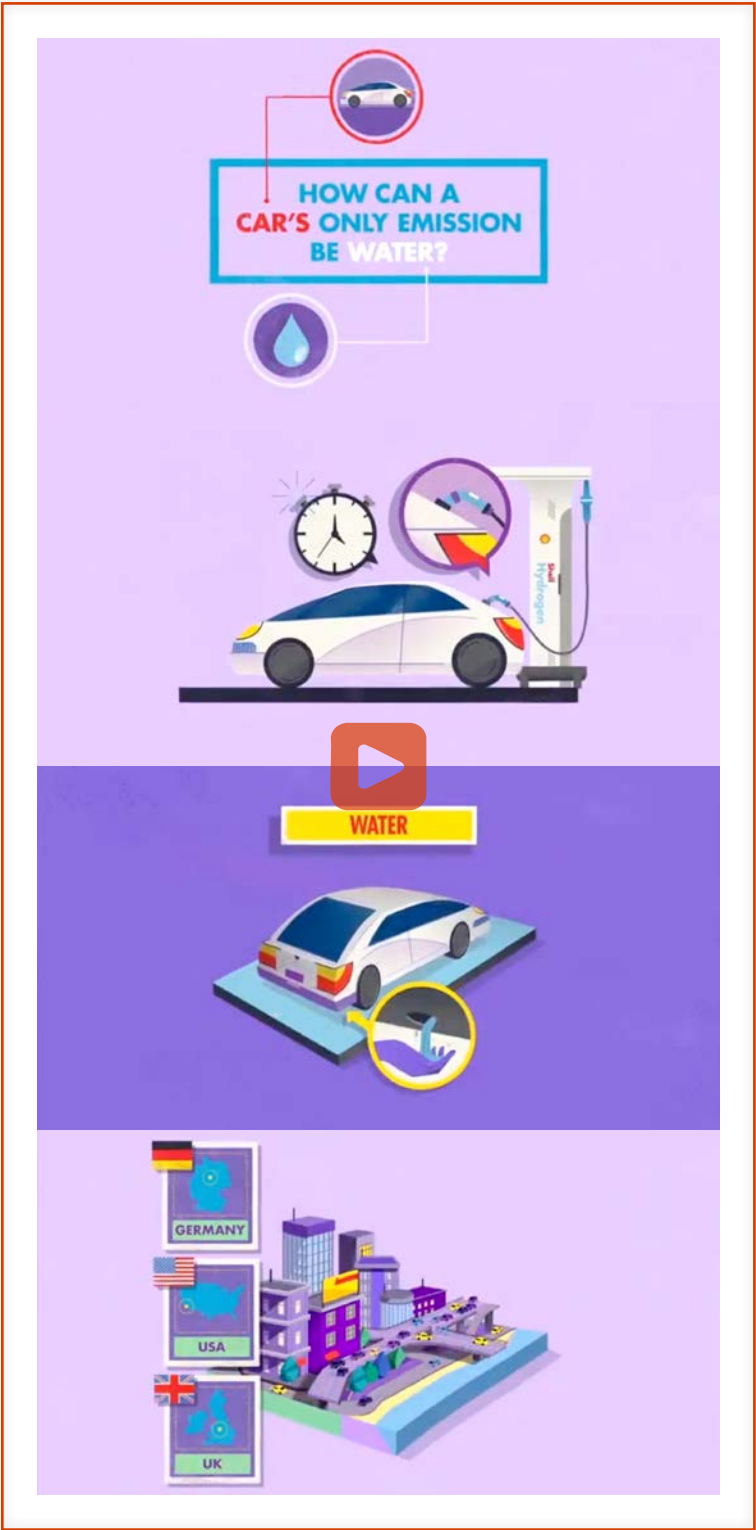 HOW CAN A
CAR'S ONLY EMISSION
BE WATER?
Shell
Hydrogen
WATER
GERMANY
USA
UK